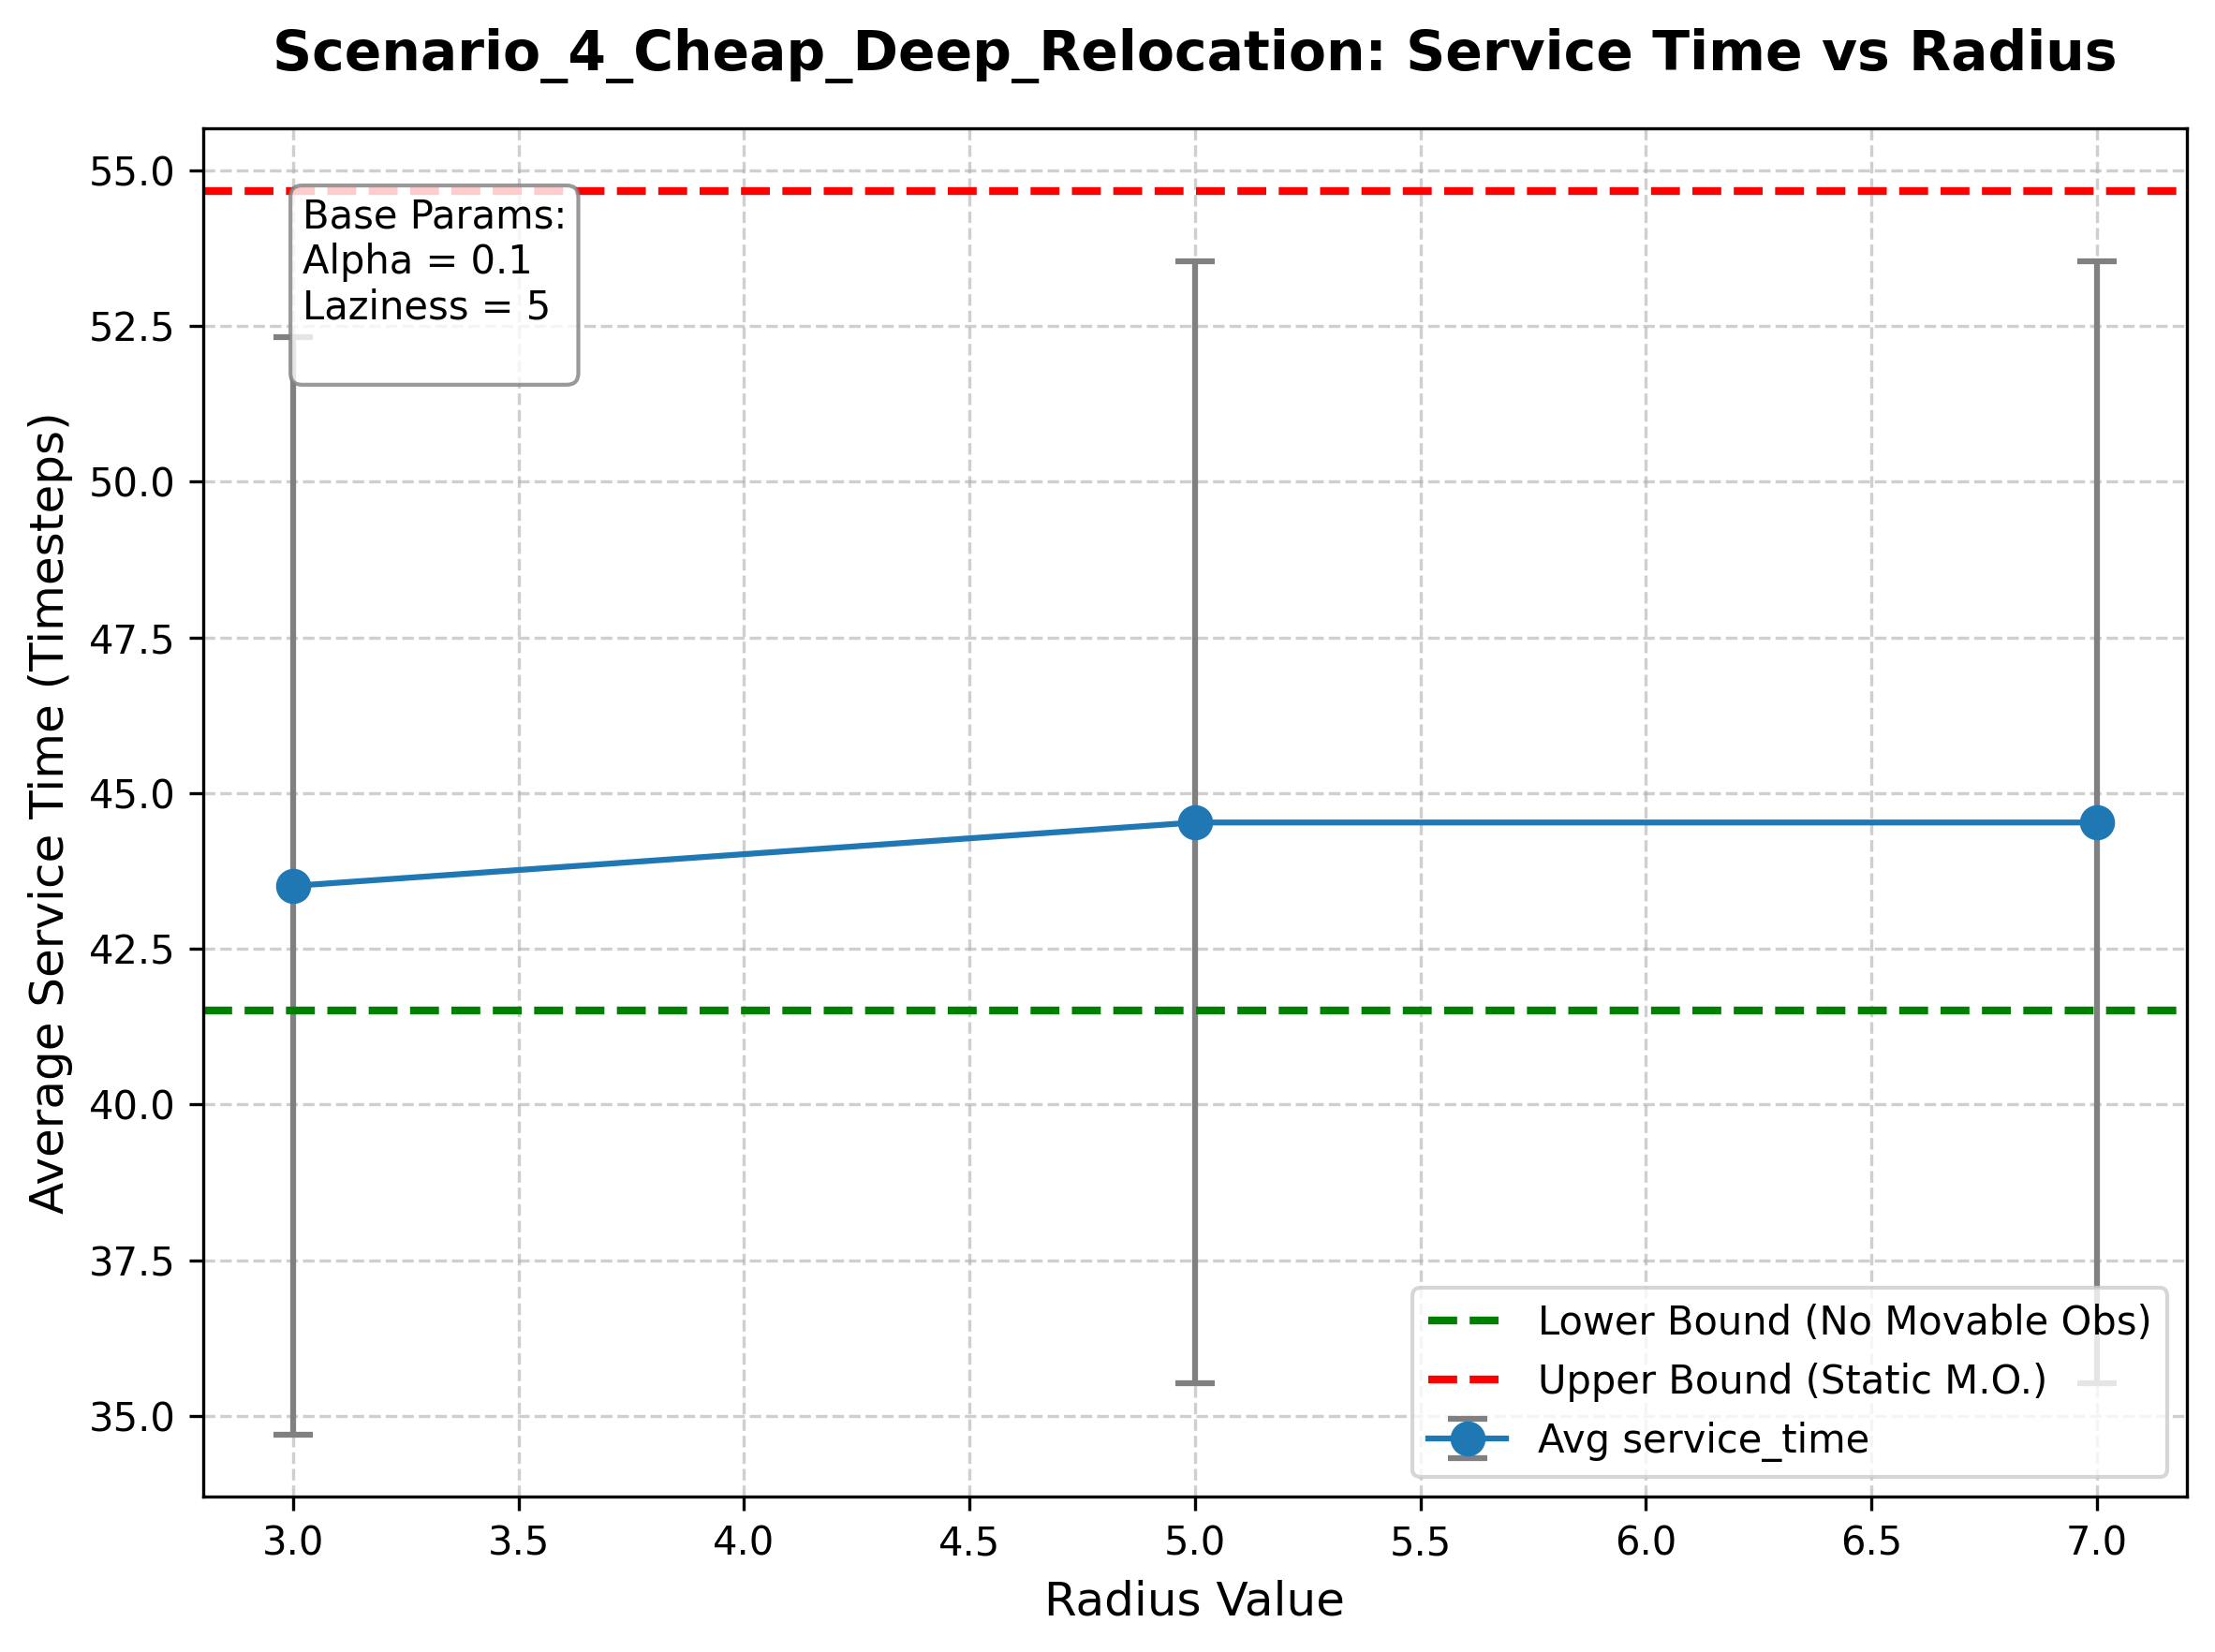 Scenario_4_Cheap_Deep_Relocation: Service Time vs Radius
Average Service Time (Timesteps)
55.0
52.5
50.0
47.5
45.0
42.5
40.0
37.5
35.0
Base Params:
Alpha = 0.1
Laziness = 5
Lower Bound (No Movable Obs)
Upper Bound (Static M.O.)
Avg service_time
3.0 3.5 4.0 4.5 5.0 5.5 6.0 6.5 7.0
Radius Value